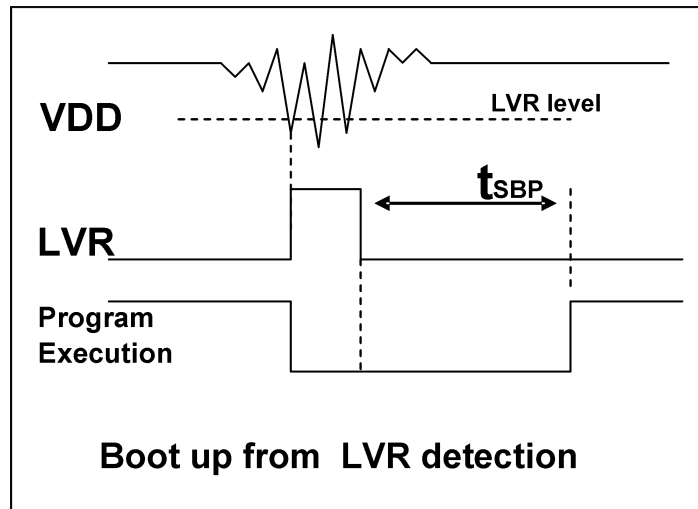 LVR level
VDD
tSBP
LVR
Program
Execution
Boot up from LVR detection